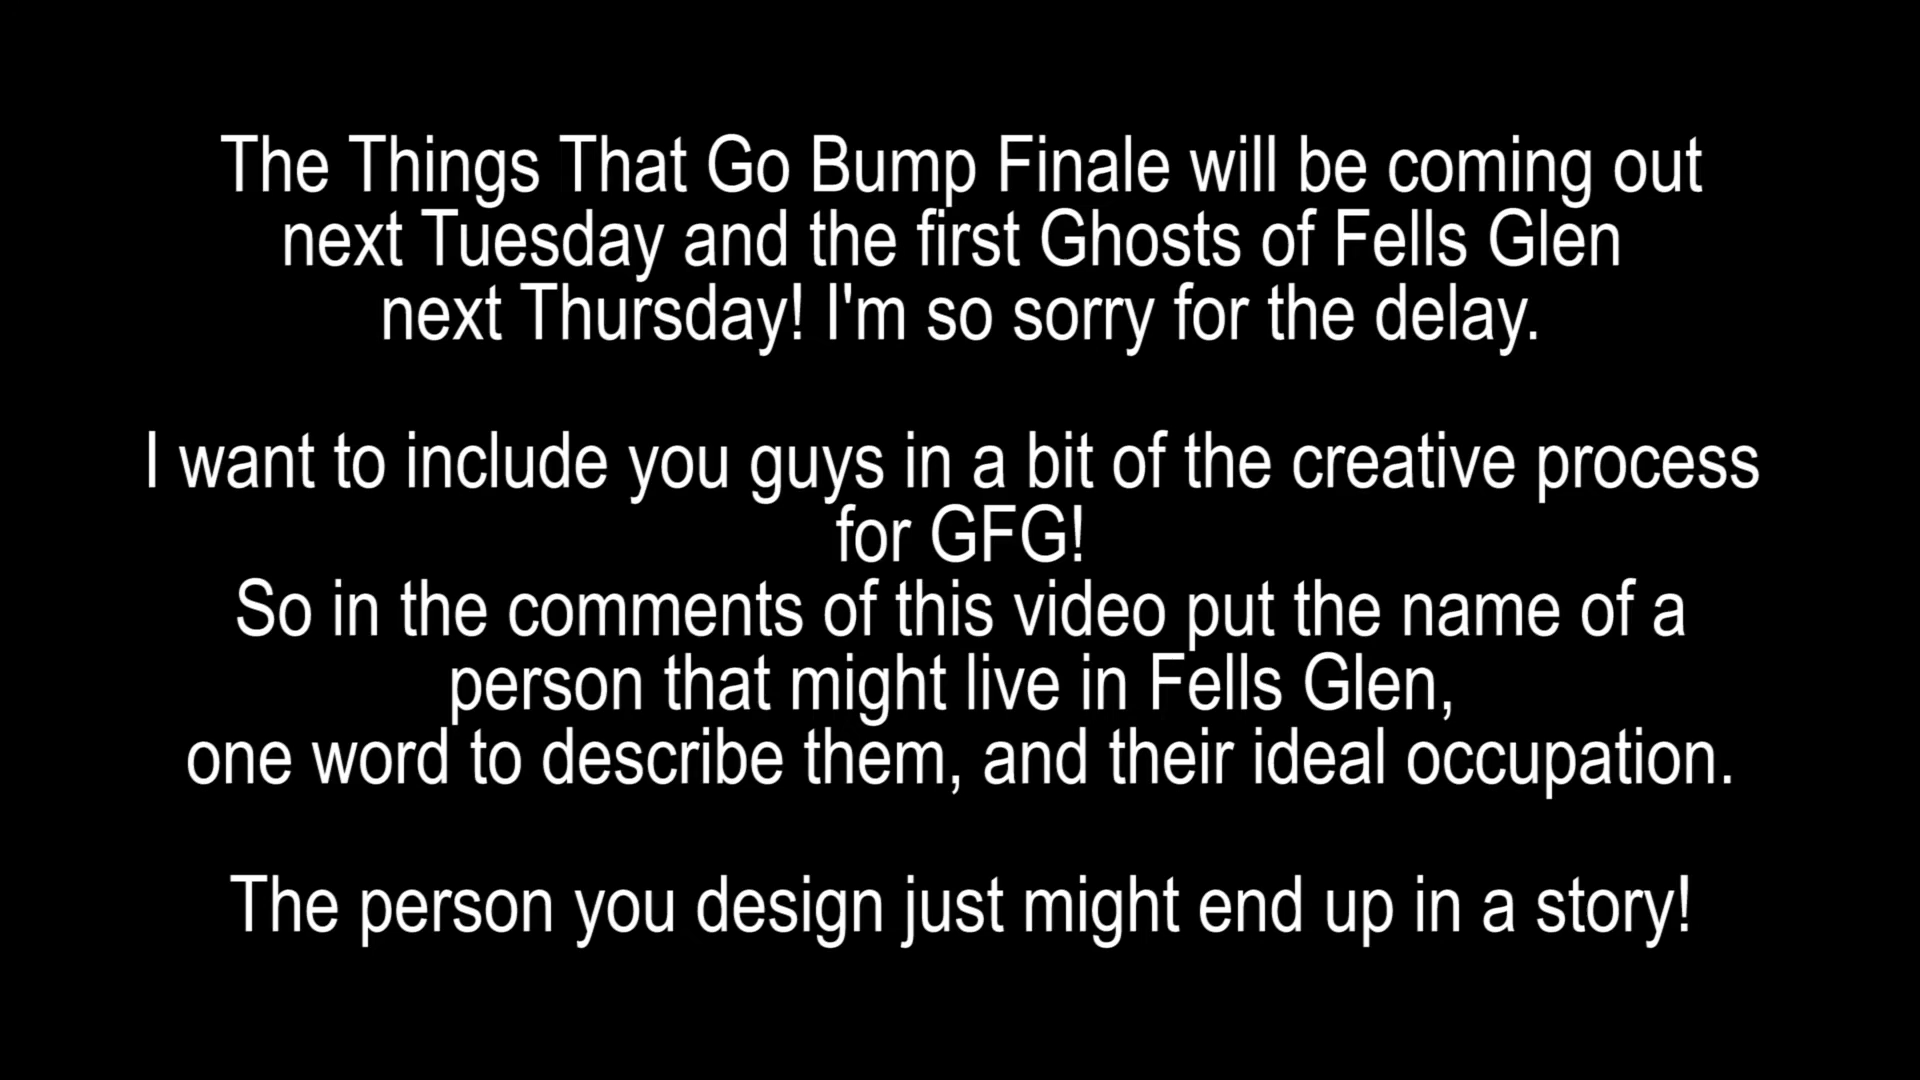 The Things That Go Bump Finale will be coming out
next Tuesday and the first Ghosts of Fells Glen
next Thursday! I'm so sorry for the delay.
I want to include you guys in a bit of the creative process
for GFG!
So in the comments of this video put the name of a
person that might live in Fells Glen,
one word to describe them, and their ideal occupation.
The person you design just might end up in a story!